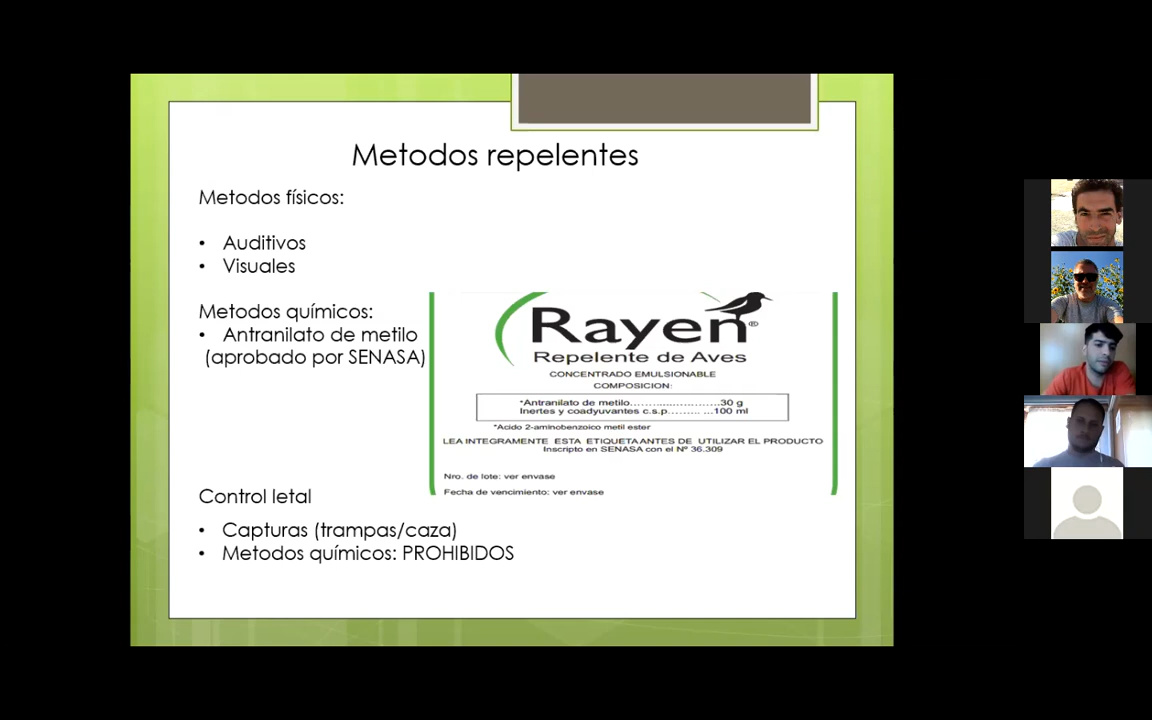 Metodos repelentes
Metodos físicos:
• Auditivos
• Visuales
Metodos químicos:
• Antranilato de metilo
(aprobado por SENASA)
Rayen®
Repelente de Aves
CONCENTRADO EMULSIONABLE
COMPOSICION:
*Antranilato de metilo.......................30 g
Inertes y coadyuvantes c.s.p......... ...100 ml
*Acido 2-aminobenzoico metil ester
LEA INTEGRAMENTE ESTA ETIQUETA ANTES DE UTILIZAR EL PRODUCTO
Inscripto en SENASA con el Nº 36.309
Nro. de lote: ver envase
Fecha de vencimiento: ver envase
Control letal
• Capturas (trampas/caza)
• Metodos químicos: PROHIBIDOS